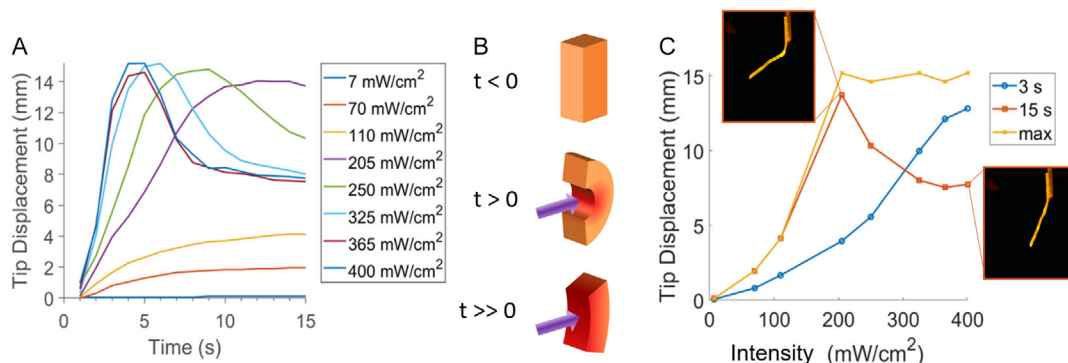 A
Tip Displacement (mm)
14
12
10
8
6
4
2
0
0
5
10
15
Time (s)
7 mW/cm²
70 mW/cm²
110 mW/cm²
205 mW/cm²
250 mW/cm²
325 mW/cm²
365 mW/cm²
400 mW/cm²
B
t < 0
t > 0
t >> 0
C
Tip Displacement (mm)
15
10
5
0
0
100
200
300
400
Intensity (mW/cm²)
3 s
15 s
max